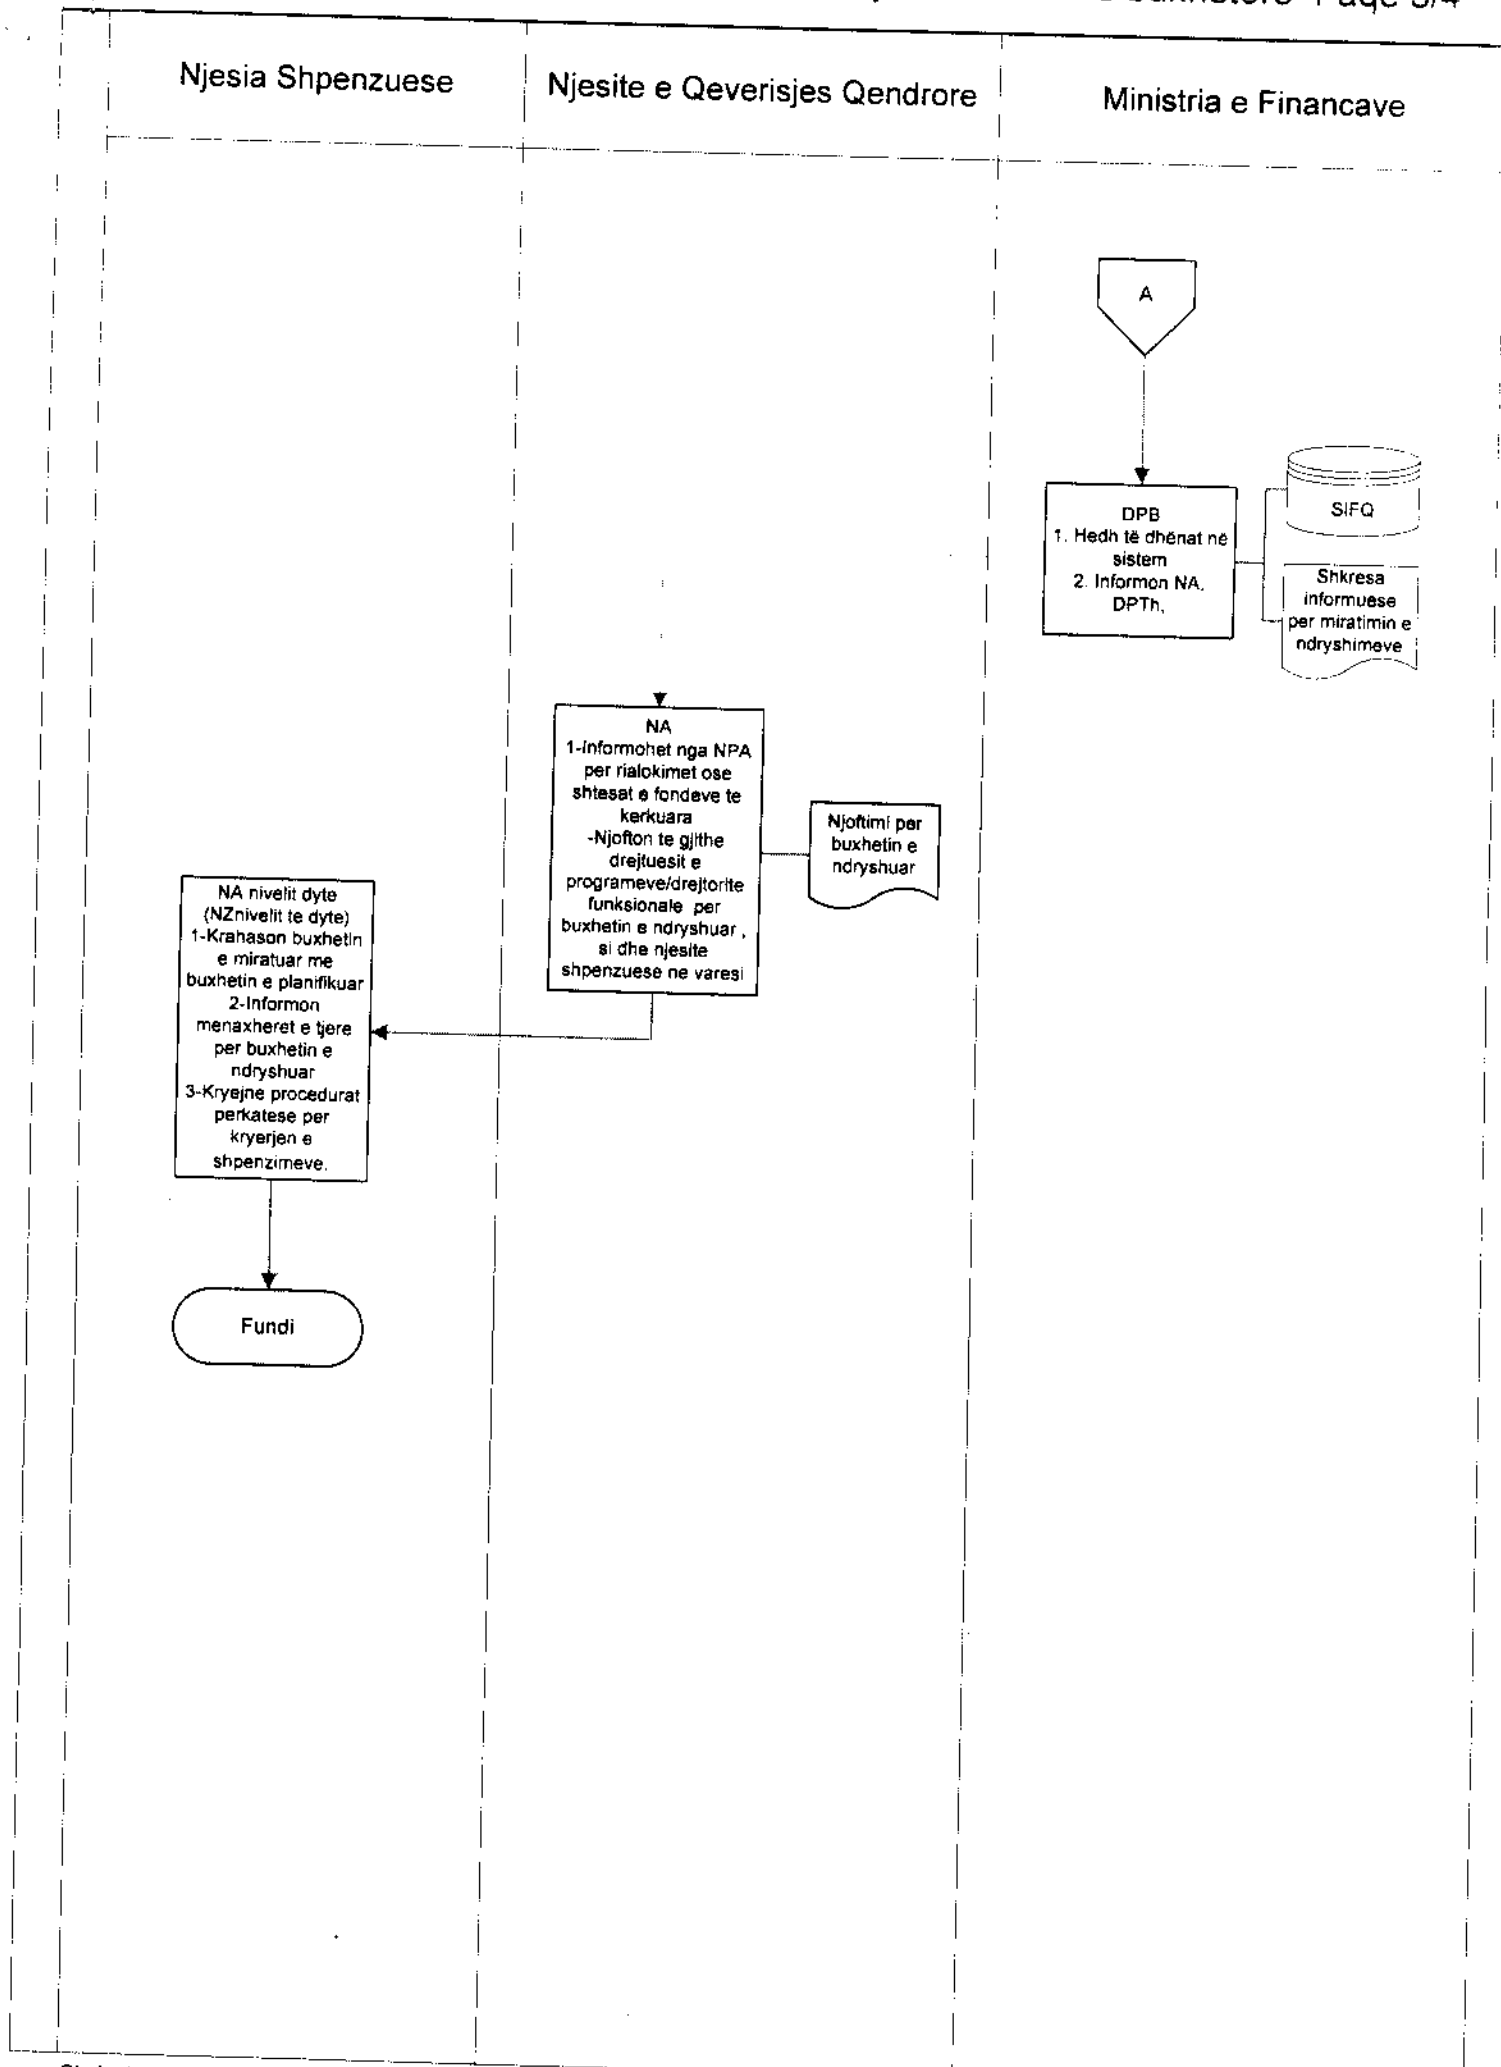 Faqe 3/4
Njesia Shpenzuese
Njesite e Qeverisjes Qendrore
Ministria e Financave
A
DPB
1. Hedh të dhënat në
sistem
2. Informon NA,
DPTh,
SIFQ
Shkresa
informuese
per miratimin e
ndryshimeve
NA
1-Informohet nga NPA
per rialokimet ose
shtesat e fondeve te
kerkuara
-Njofton te gjithe
drejtuesit e
programeve/drejtorite
funksionale per
buxhetin e ndryshuar ,
si dhe njesite
shpenzuese ne varesi
Njoftimi per
buxhetin e
ndryshuar
NA nivelit dyte
(NZnivelit te dyte)
1-Krahason buxhetin
e miratuar me
buxhetin e planifikuar
2-Informon
menaxheret e tjere
per buxhetin e
ndryshuar
3-Kryejne procedurat
perkatese per
kryerjen e
shpenzimeve.
Fundi